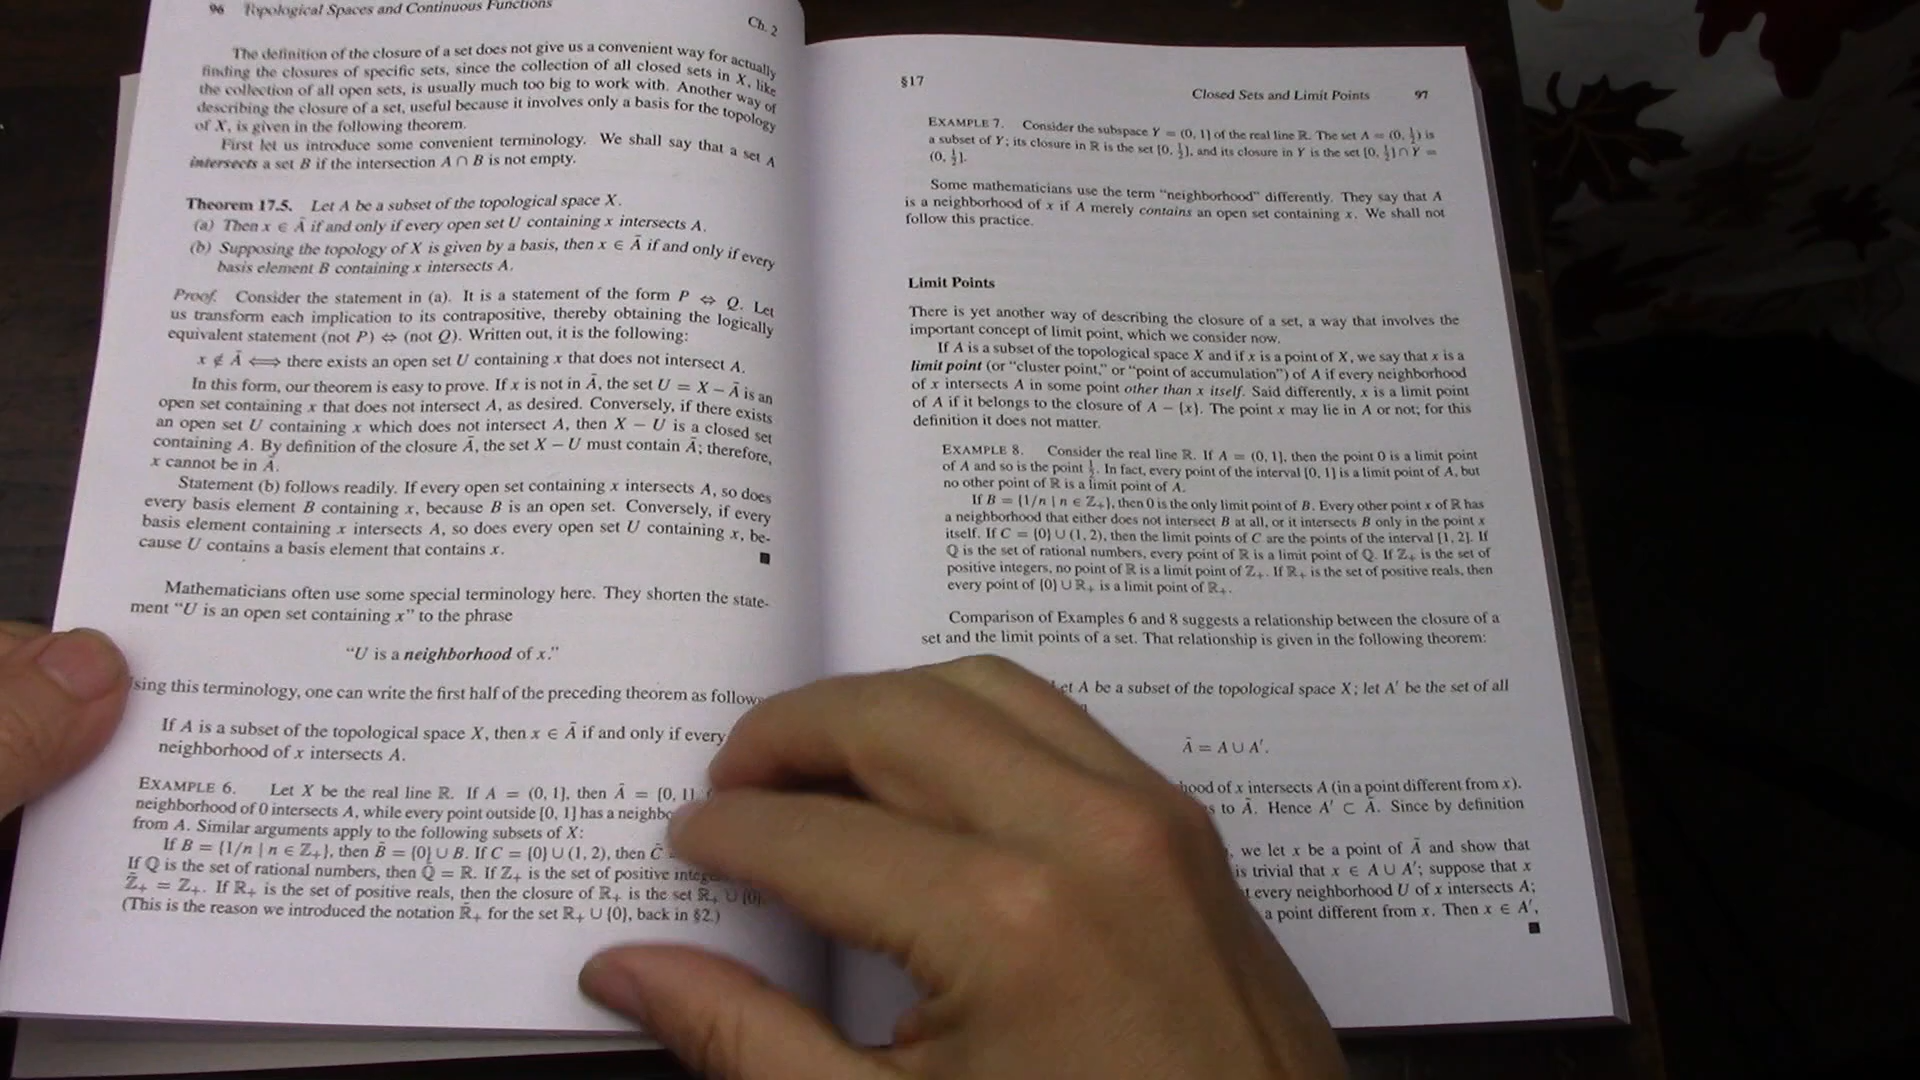 96 Topological Spaces and Continuous Functions
Ch. 2
The definition of the closure of a set does not give us a convenient way for actually
finding the closures of specific sets, since the collection of all closed sets in X, like
the collection of all open sets, is usually much too big to work with. Another way of
describing the closure of a set, useful because it involves only a basis for the topology
of X, is given in the following theorem.
First let us introduce some convenient terminology. We shall say that a set A
intersects a set B if the intersection A ∩ B is not empty.
Theorem 17.5. Let A be a subset of the topological space X.
(a) Then x ∈ Ā if and only if every open set U containing x intersects A.
(b) Supposing the topology of X is given by a basis, then x ∈ Ā if and only if every
basis element B containing x intersects A.
Proof. Consider the statement in (a). It is a statement of the form P ⇔ Q. Let
us transform each implication to its contrapositive, thereby obtaining the logically
equivalent statement (not P) ⇔ (not Q). Written out, it is the following:
x ∉ Ā ⟺ there exists an open set U containing x that does not intersect A.
In this form, our theorem is easy to prove. If x is not in Ā, the set U = X − Ā is an
open set containing x that does not intersect A, as desired. Conversely, if there exists
an open set U containing x which does not intersect A, then X − U is a closed set
containing A. By definition of the closure Ā, the set X − U must contain Ā; therefore,
x cannot be in Ā.
Statement (b) follows readily. If every open set containing x intersects A, so does
every basis element B containing x, because B is an open set. Conversely, if every
basis element containing x intersects A, so does every open set U containing x, be-
cause U contains a basis element that contains x.
Mathematicians often use some special terminology here. They shorten the state-
ment "U is an open set containing x" to the phrase
"U is a neighborhood of x."
sing this terminology, one can write the first half of the preceding theorem as follow
If A is a subset of the topological space X, then x ∈ Ā if and only if every
neighborhood of x intersects A.
EXAMPLE 6. Let X be the real line ℝ. If A = (0, 1], then Ā = [0, 1]
neighborhood of 0 intersects A, while every point outside [0, 1] has a neighbo
from A. Similar arguments apply to the following subsets of X:
If B = {1/n | n ∈ ℤ₊}, then B̄ = {0} ∪ B. If C = {0} ∪ (1, 2), then C̄
If ℚ is the set of rational numbers, then ℚ̄ = ℝ. If ℤ₊ is the set of positive intege
ℤ̄₊ = ℤ₊. If ℝ₊ is the set of positive reals, then the closure of ℝ₊ is the set ℝ₊ ∪ {0}.
(This is the reason we introduced the notation ℝ̄₊ for the set ℝ₊ ∪ {0}, back in §2.)
§17 Closed Sets and Limit Points 97
EXAMPLE 7. Consider the subspace Y = (0, 1] of the real line ℝ. The set A = (0, ½) is
a subset of Y; its closure in ℝ is the set [0, ½], and its closure in Y is the set [0, ½] ∩ Y =
(0, ½].
Some mathematicians use the term "neighborhood" differently. They say that A
is a neighborhood of x if A merely contains an open set containing x. We shall not
follow this practice.
Limit Points
There is yet another way of describing the closure of a set, a way that involves the
important concept of limit point, which we consider now.
If A is a subset of the topological space X and if x is a point of X, we say that x is a
limit point (or "cluster point," or "point of accumulation") of A if every neighborhood
of x intersects A in some point other than x itself. Said differently, x is a limit point
of A if it belongs to the closure of A − {x}. The point x may lie in A or not; for this
definition it does not matter.
EXAMPLE 8. Consider the real line ℝ. If A = (0, 1], then the point 0 is a limit point
of A and so is the point ½. In fact, every point of the interval [0, 1] is a limit point of A, but
no other point of ℝ is a limit point of A.
If B = {1/n | n ∈ ℤ₊}, then 0 is the only limit point of B. Every other point x of ℝ has
a neighborhood that either does not intersect B at all, or it intersects B only in the point x
itself. If C = {0} ∪ (1, 2), then the limit points of C are the points of the interval [1, 2]. If
ℚ is the set of rational numbers, every point of ℝ is a limit point of ℚ. If ℤ₊ is the set of
positive integers, no point of ℝ is a limit point of ℤ₊. If ℝ₊ is the set of positive reals, then
every point of {0} ∪ ℝ₊ is a limit point of ℝ₊.
Comparison of Examples 6 and 8 suggests a relationship between the closure of a
set and the limit points of a set. That relationship is given in the following theorem:
et A be a subset of the topological space X; let A′ be the set of all
Ā = A ∪ A′.
hood of x intersects A (in a point different from x).
s to Ā. Hence A′ ⊂ Ā. Since by definition
, we let x be a point of Ā and show that
is trivial that x ∈ A ∪ A′; suppose that x
t every neighborhood U of x intersects A;
a point different from x. Then x ∈ A′,